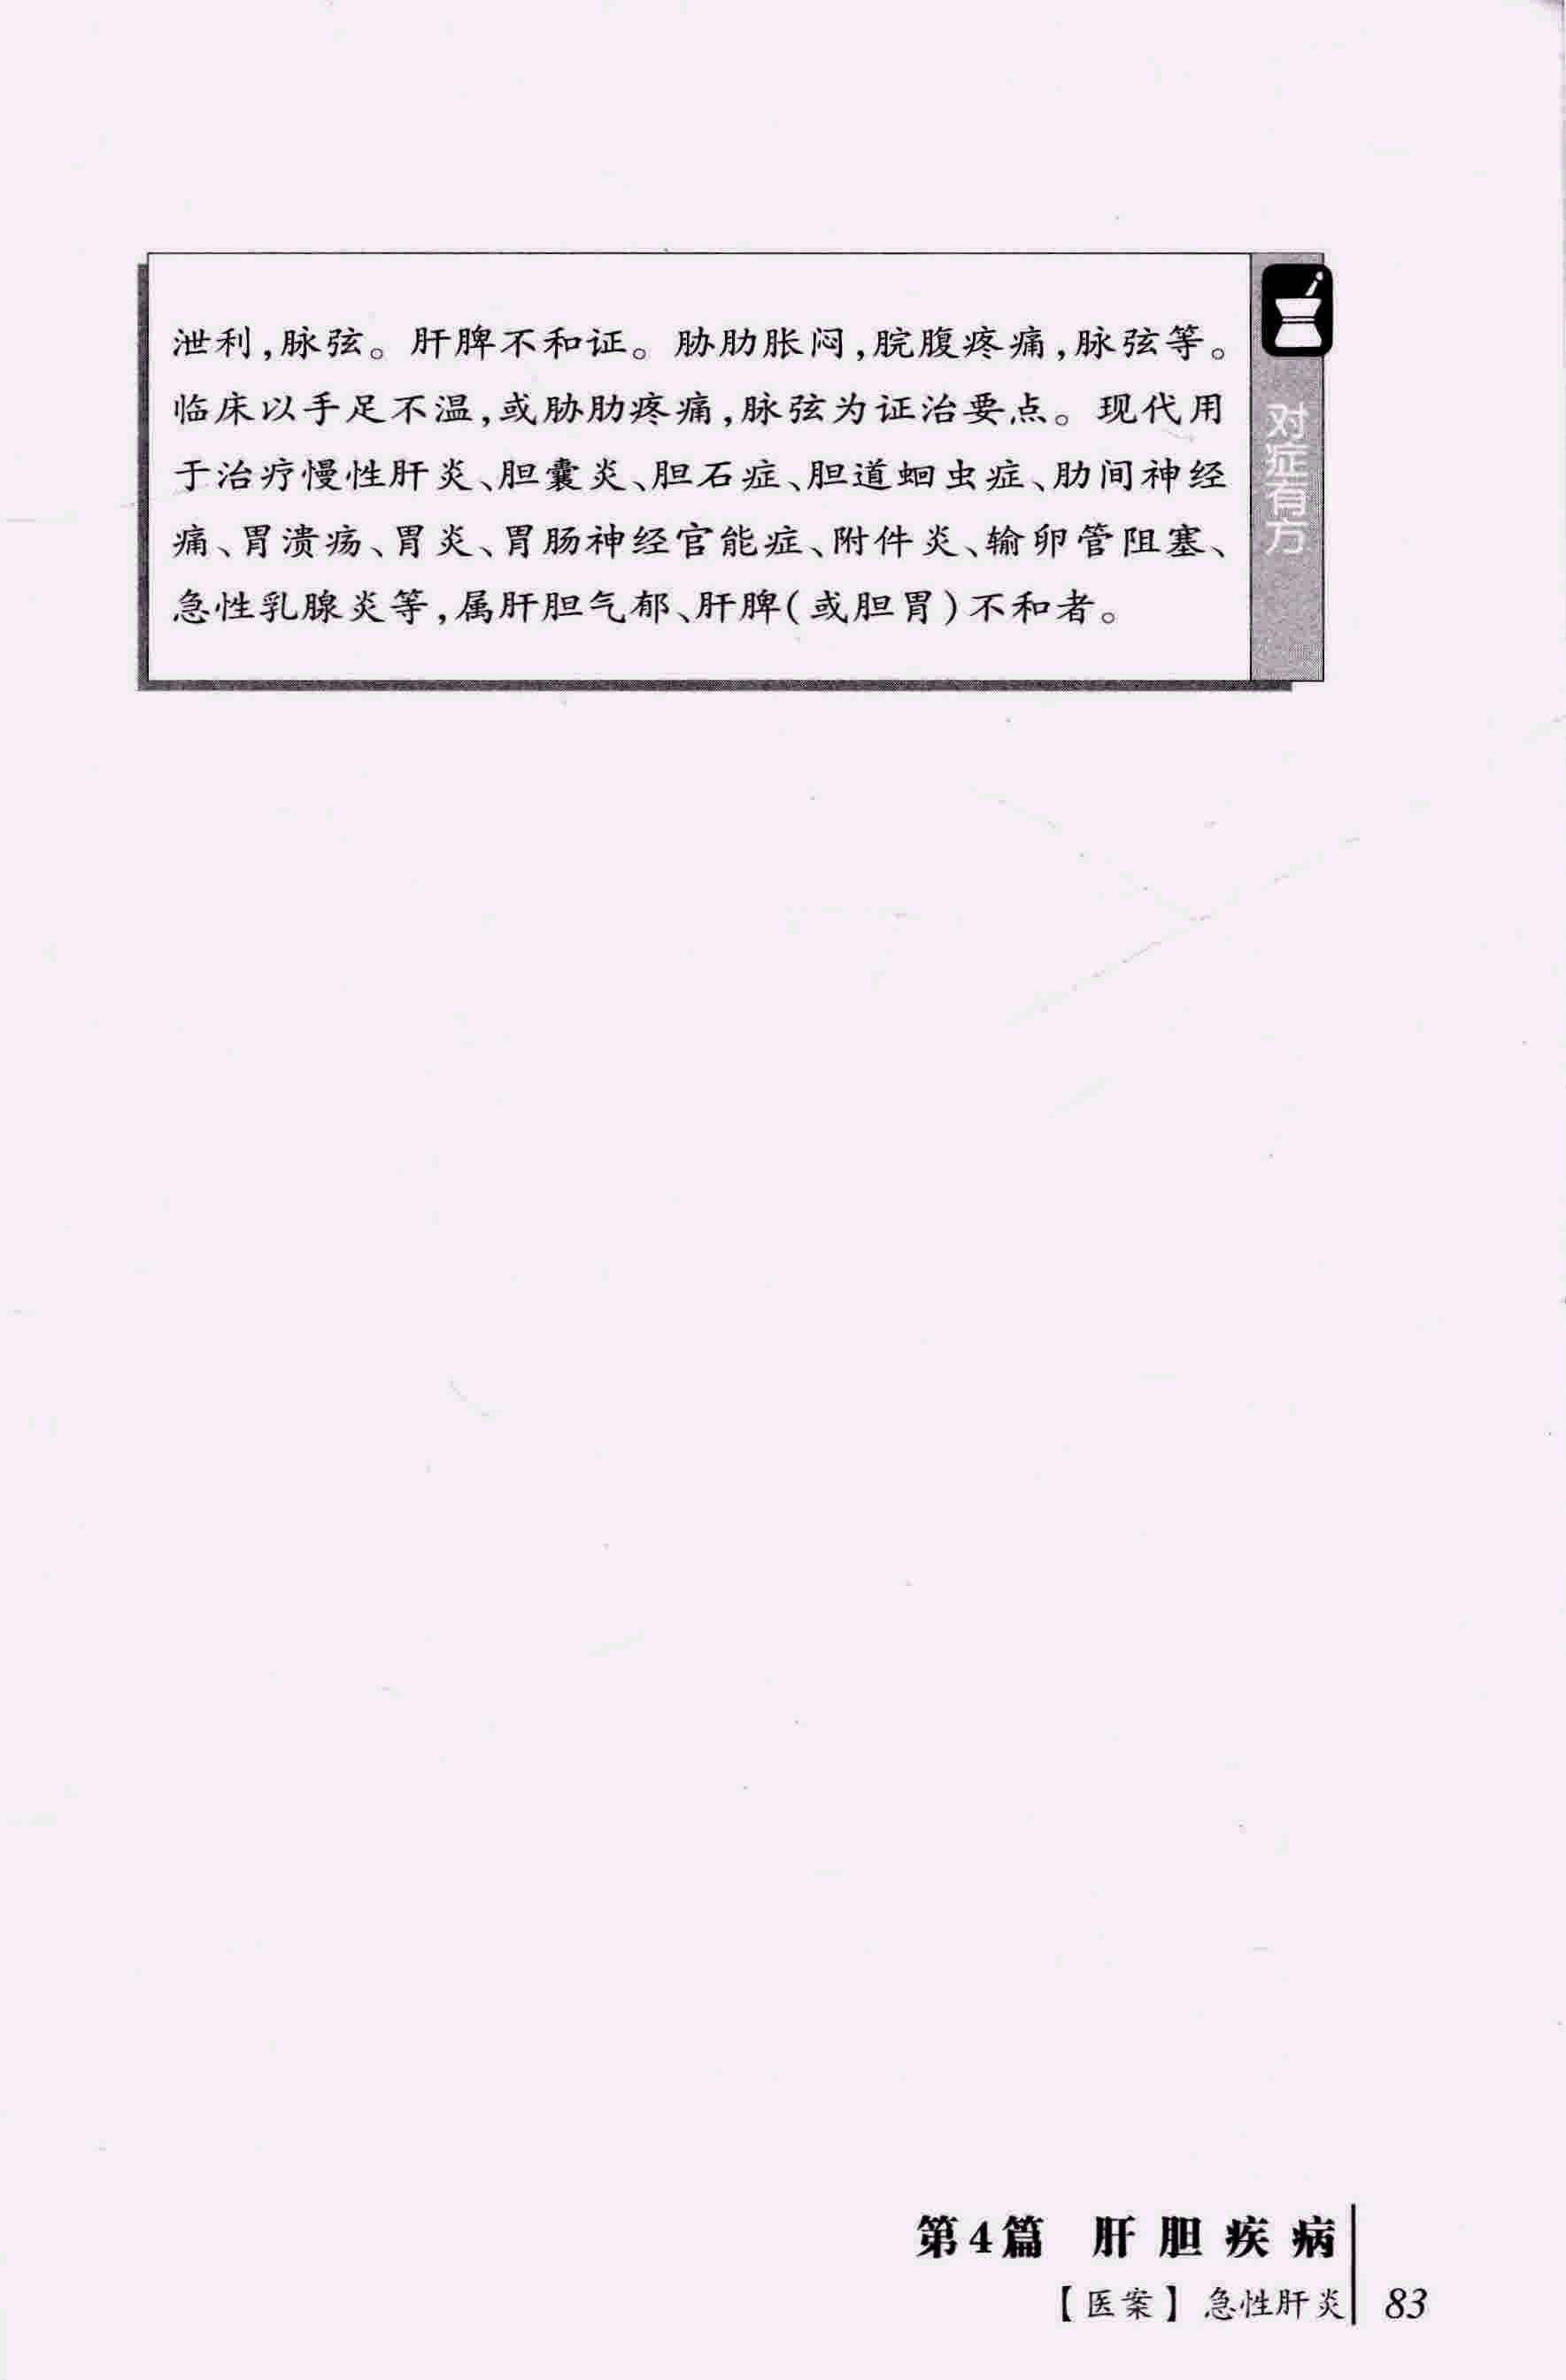 泄利,脉弦。肝脾不和证。胁肋胀闷,脘腹疼痛,脉弦等。
临床以手足不温,或胁肋疼痛,脉弦为证治要点。现代用
于治疗慢性肝炎、胆囊炎、胆石症、胆道蛔虫症、肋间神经
痛、胃溃疡、胃炎、胃肠神经官能症、附件炎、输卵管阻塞、
急性乳腺炎等,属肝胆气郁、肝脾(或胆胃)不和者。
对症有方
第4篇 肝胆疾病
【医案】急性肝炎 83